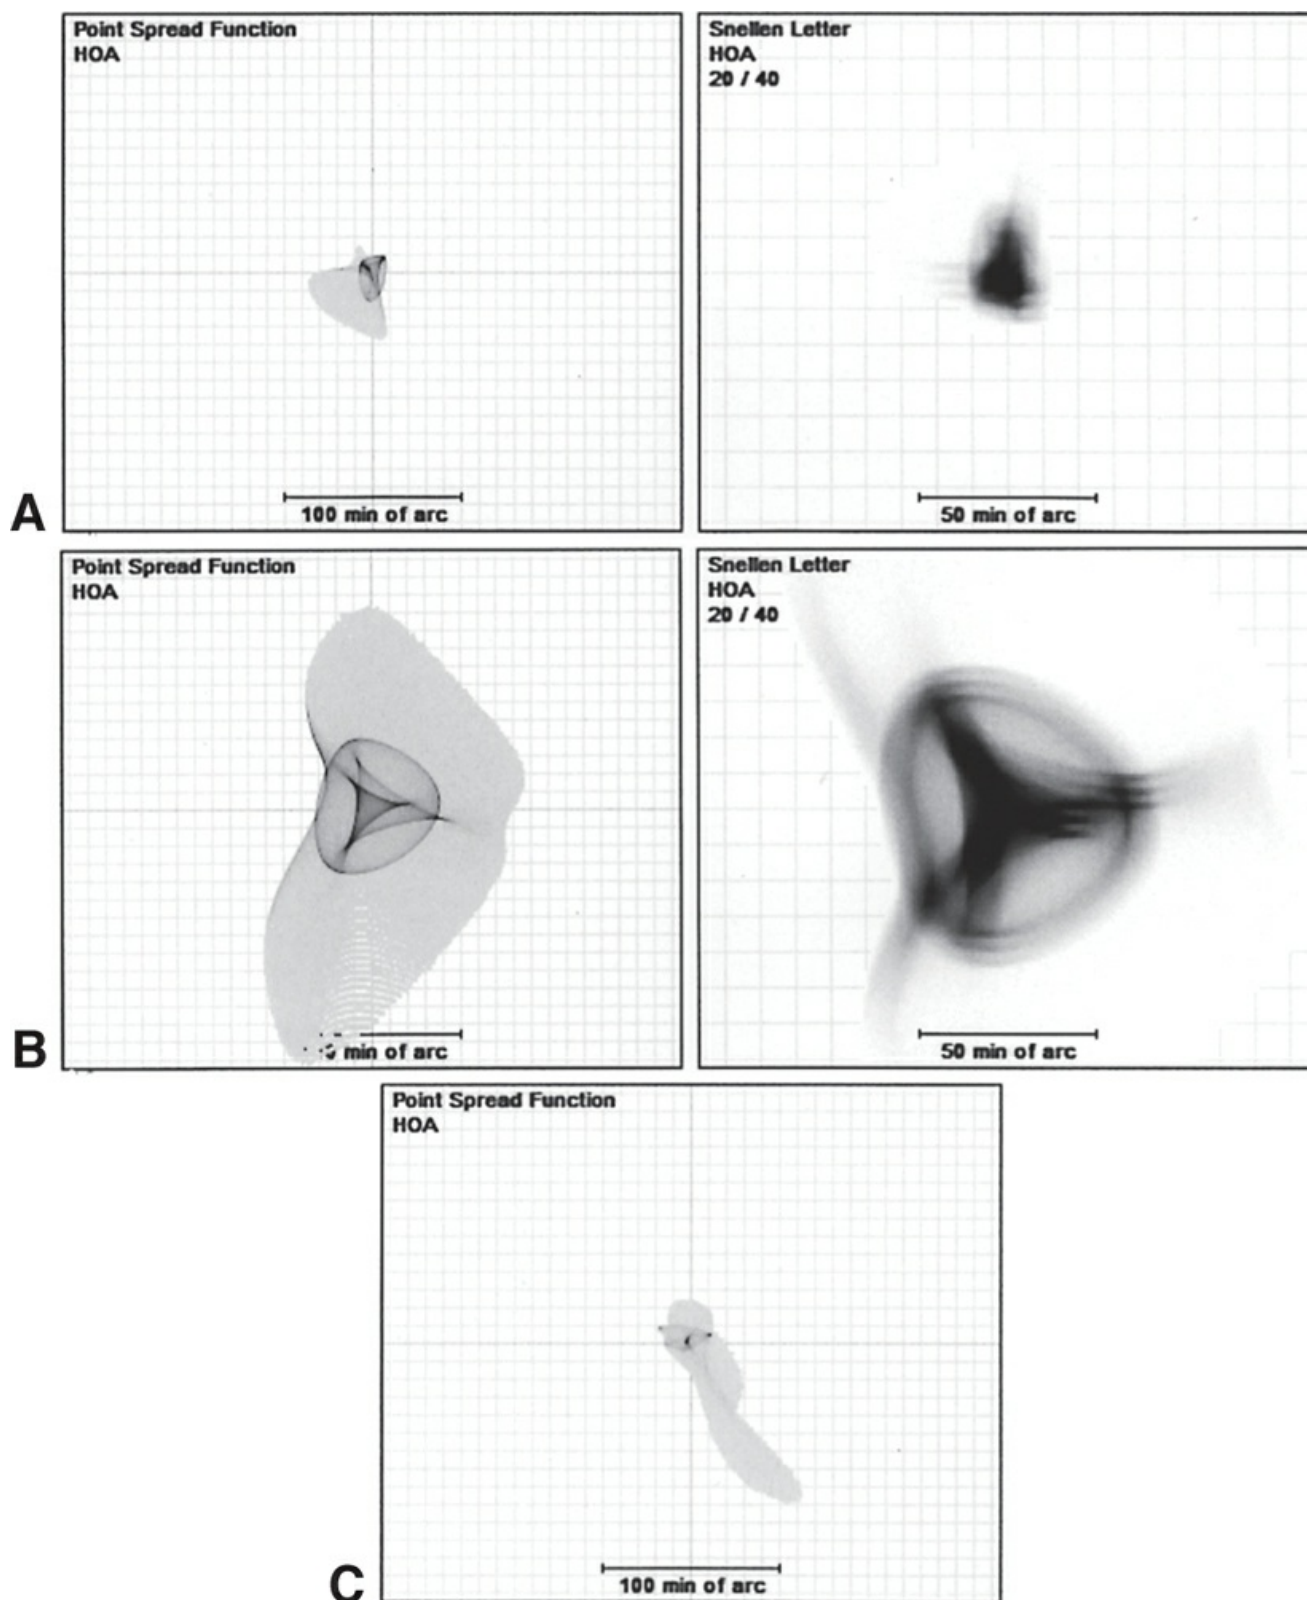 Point Spread Function
HOA
100 min of arc
Snellen Letter
HOA
20 / 40
50 min of arc
A
Point Spread Function
HOA
min of arc
Snellen Letter
HOA
20 / 40
50 min of arc
B
Point Spread Function
HOA
100 min of arc
C